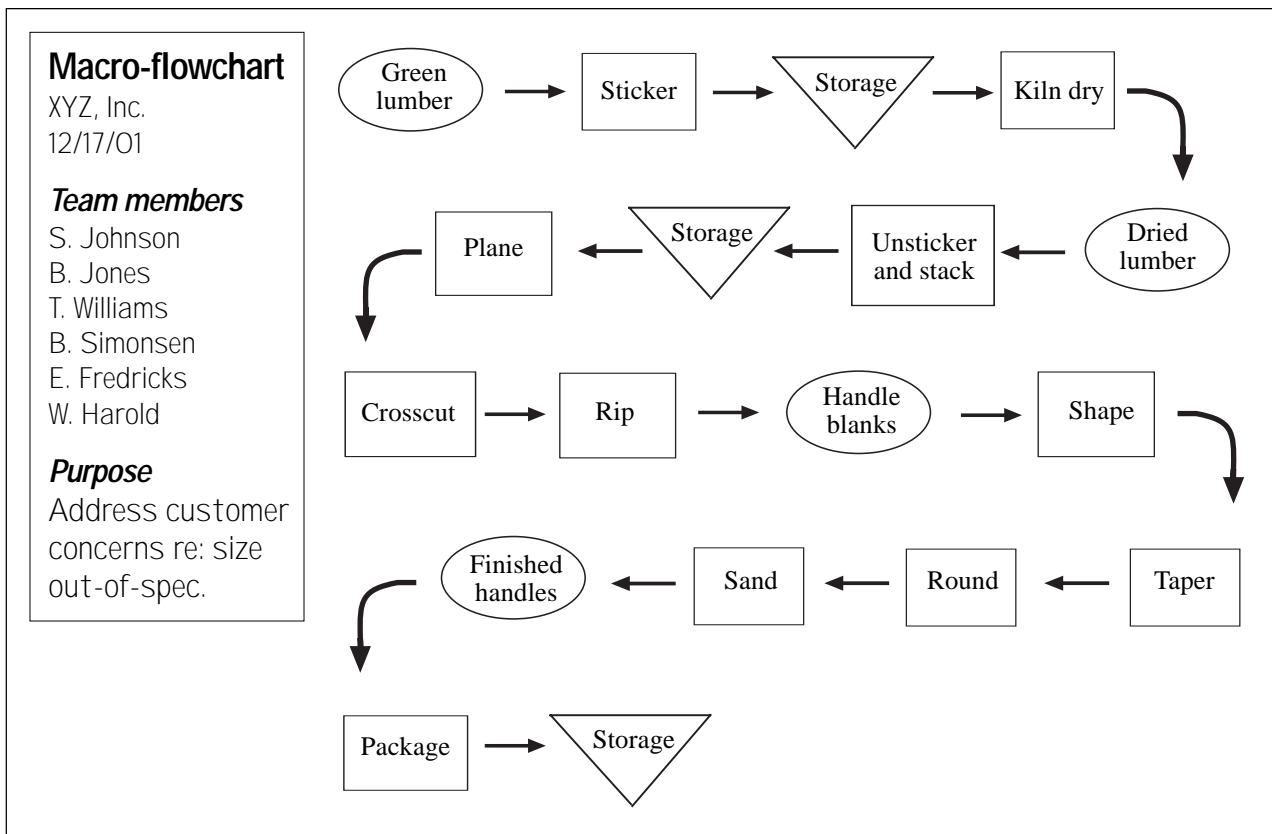 Macro-flowchart
XYZ, Inc.
12/17/01
Team members
S. Johnson
B. Jones
T. Williams
B. Simonsen
E. Fredricks
W. Harold
Purpose
Address customer
concerns re: size
out-of-spec.
Green
lumber
Sticker
Storage
Kiln dry
Dried
lumber
Unsticker
and stack
Storage
Plane
Crosscut
Rip
Handle
blanks
Shape
Taper
Round
Sand
Finished
handles
Package
Storage